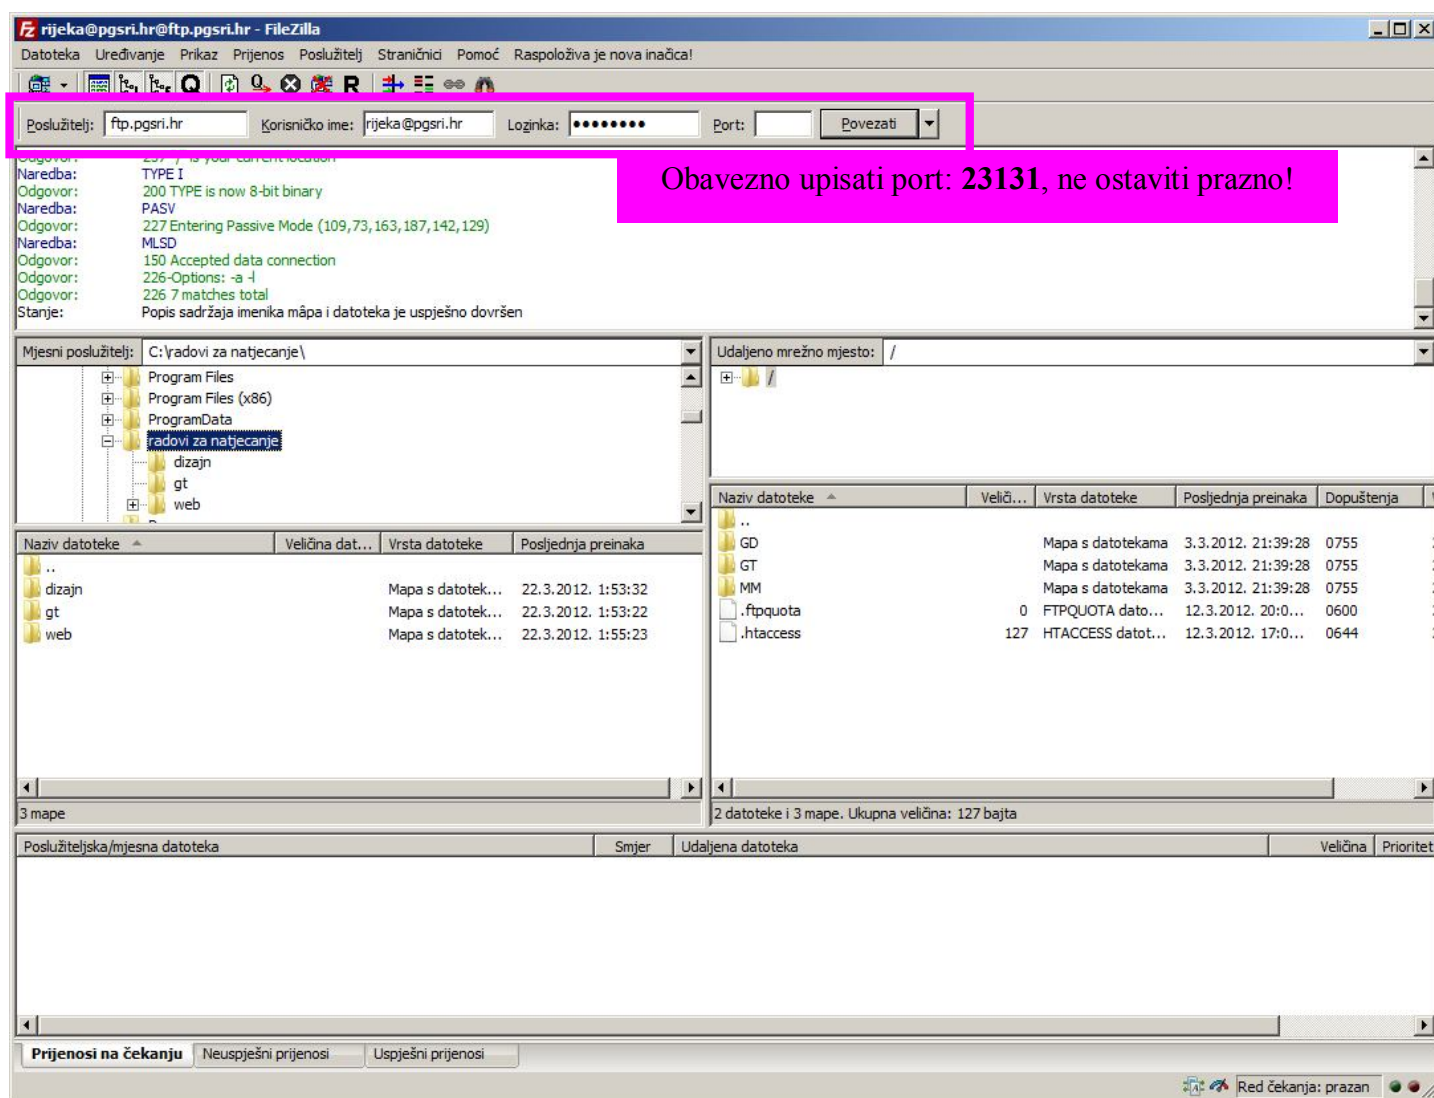 rijeka@pgsri.hr@ftp.pgsri.hr - FileZilla
Datoteka Uređivanje Prikaz Prijenos Poslužitelj Straničnici Pomoć Raspoloživa je nova inačica!
Poslužitelj: ftp.pgsri.hr Korisničko ime: rijeka@pgsri.hr Lozinka: ●●●●●●●● Port: Povezati
Obavezno upisati port: 23131, ne ostaviti prazno!
Odgovor: 257 "/" is your current location
Naredba: TYPE I
Odgovor: 200 TYPE is now 8-bit binary
Naredba: PASV
Odgovor: 227 Entering Passive Mode (109,73,163,187,142,129)
Naredba: MLSD
Odgovor: 150 Accepted data connection
Odgovor: 226-Options: -a -l
Odgovor: 226 7 matches total
Stanje: Popis sadržaja imenika mâpa i datoteka je uspješno dovršen
Mjesni poslužitelj: C:\radovi za natjecanje\
Program Files
Program Files (x86)
ProgramData
radovi za natjecanje
dizajn
gt
web
Naziv datoteke Veličina dat... Vrsta datoteke Posljednja preinaka
..
dizajn Mapa s datotek... 22.3.2012. 1:53:32
gt Mapa s datotek... 22.3.2012. 1:53:22
web Mapa s datotek... 22.3.2012. 1:55:23
3 mape
Udaljeno mrežno mjesto: /
/
Naziv datoteke Veliči... Vrsta datoteke Posljednja preinaka Dopuštenja
..
GD Mapa s datotekama 3.3.2012. 21:39:28 0755
GT Mapa s datotekama 3.3.2012. 21:39:28 0755
MM Mapa s datotekama 3.3.2012. 21:39:28 0755
.ftpquota 0 FTPQUOTA dato... 12.3.2012. 20:0... 0600
.htaccess 127 HTACCESS datot... 12.3.2012. 17:0... 0644
2 datoteke i 3 mape. Ukupna veličina: 127 bajta
Poslužiteljska/mjesna datoteka Smjer Udaljena datoteka Veličina Prioritet
Prijenosi na čekanju Neuspješni prijenosi Uspješni prijenosi
Red čekanja: prazan